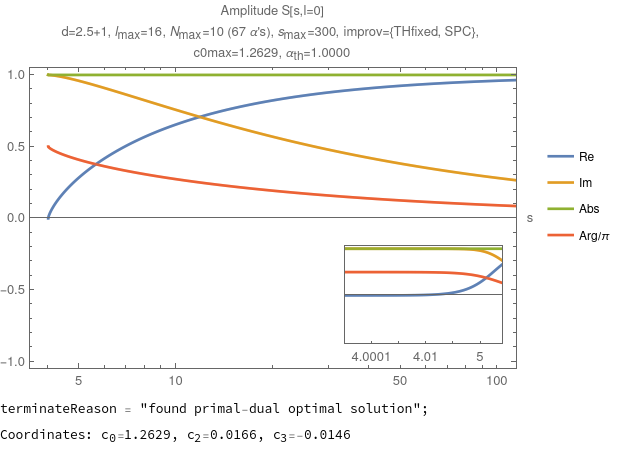 Amplitude S[s,l=0]
d=2.5+1, lmax=16, Nmax=10 (67 α's), smax=300, improv={THfixed, SPC},
c0max=1.2629, αth=1.0000
1.0
0.5
0.0
−0.5
−1.0
s
5
10
50
100
4.0001
4.01
5
Re
Im
Abs
Arg/π
terminateReason = "found primal-dual optimal solution";
Coordinates: c0=1.2629, c2=0.0166, c3=-0.0146